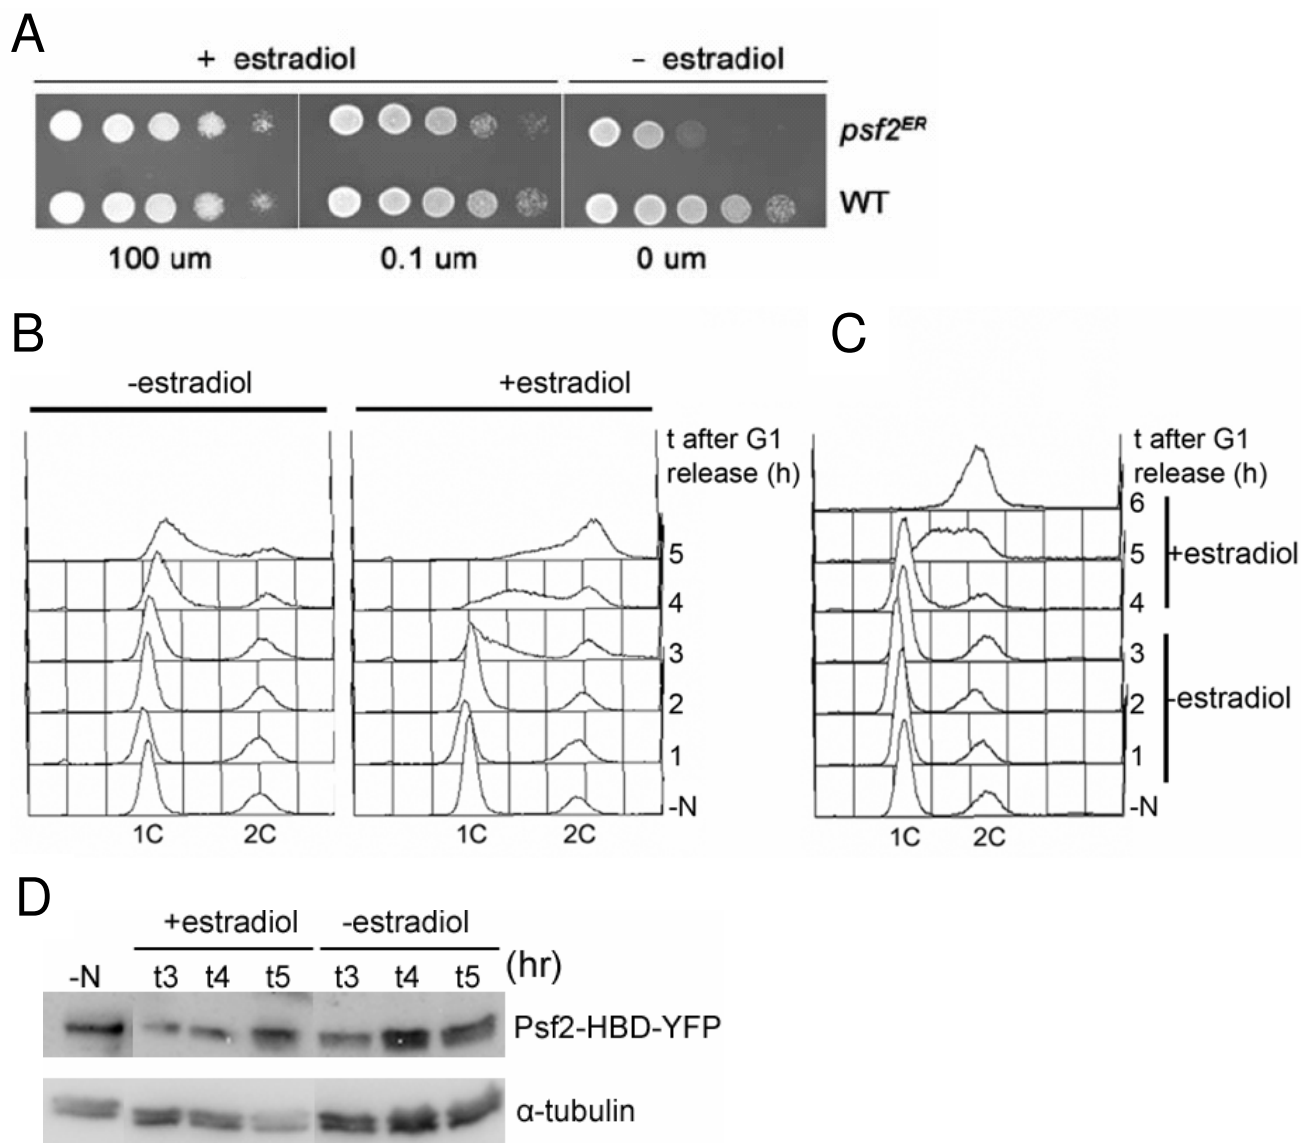 A
+ estradiol
− estradiol
psf2ER
WT
100 um
0.1 um
0 um
B
-estradiol
+estradiol
t after G1
release (h)
5
4
3
2
1
-N
1C
2C
1C
2C
C
t after G1
release (h)
6
5
+estradiol
4
3
2
-estradiol
1
-N
1C
2C
D
+estradiol
-estradiol
-N
t3
t4
t5
t3
t4
t5
(hr)
Psf2-HBD-YFP
α-tubulin